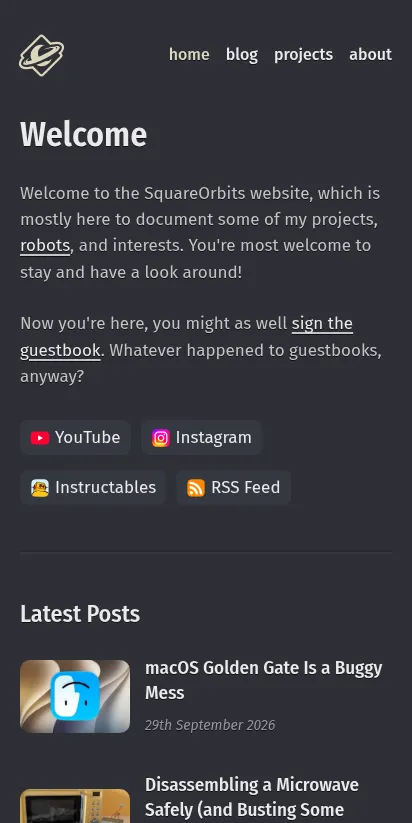 home blog projects about
Welcome
Welcome to the SquareOrbits website, which is
mostly here to document some of my projects,
robots, and interests. You're most welcome to
stay and have a look around!
Now you're here, you might as well sign the
guestbook. Whatever happened to guestbooks,
anyway?
YouTube Instagram
Instructables RSS Feed
Latest Posts
macOS Golden Gate Is a Buggy
Mess
29th September 2026
Disassembling a Microwave
Safely (and Busting Some